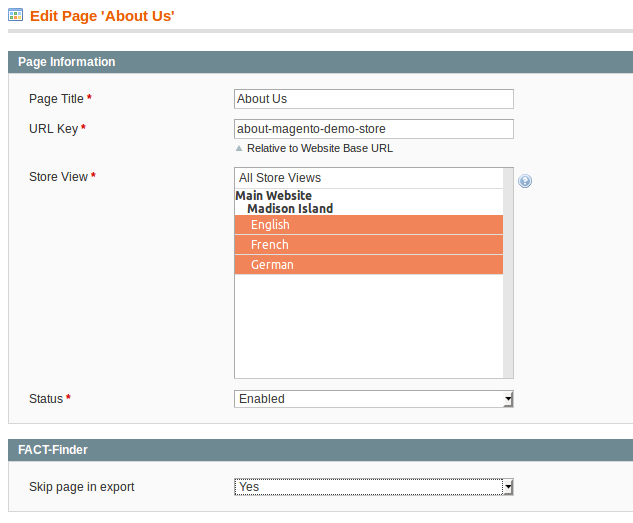 Edit Page 'About Us'
Page Information
Page Title *
About Us
URL Key *
about-magento-demo-store
Relative to Website Base URL
Store View *
All Store Views
Main Website
Madison Island
English
French
German
Status *
Enabled
FACT-Finder
Skip page in export
Yes